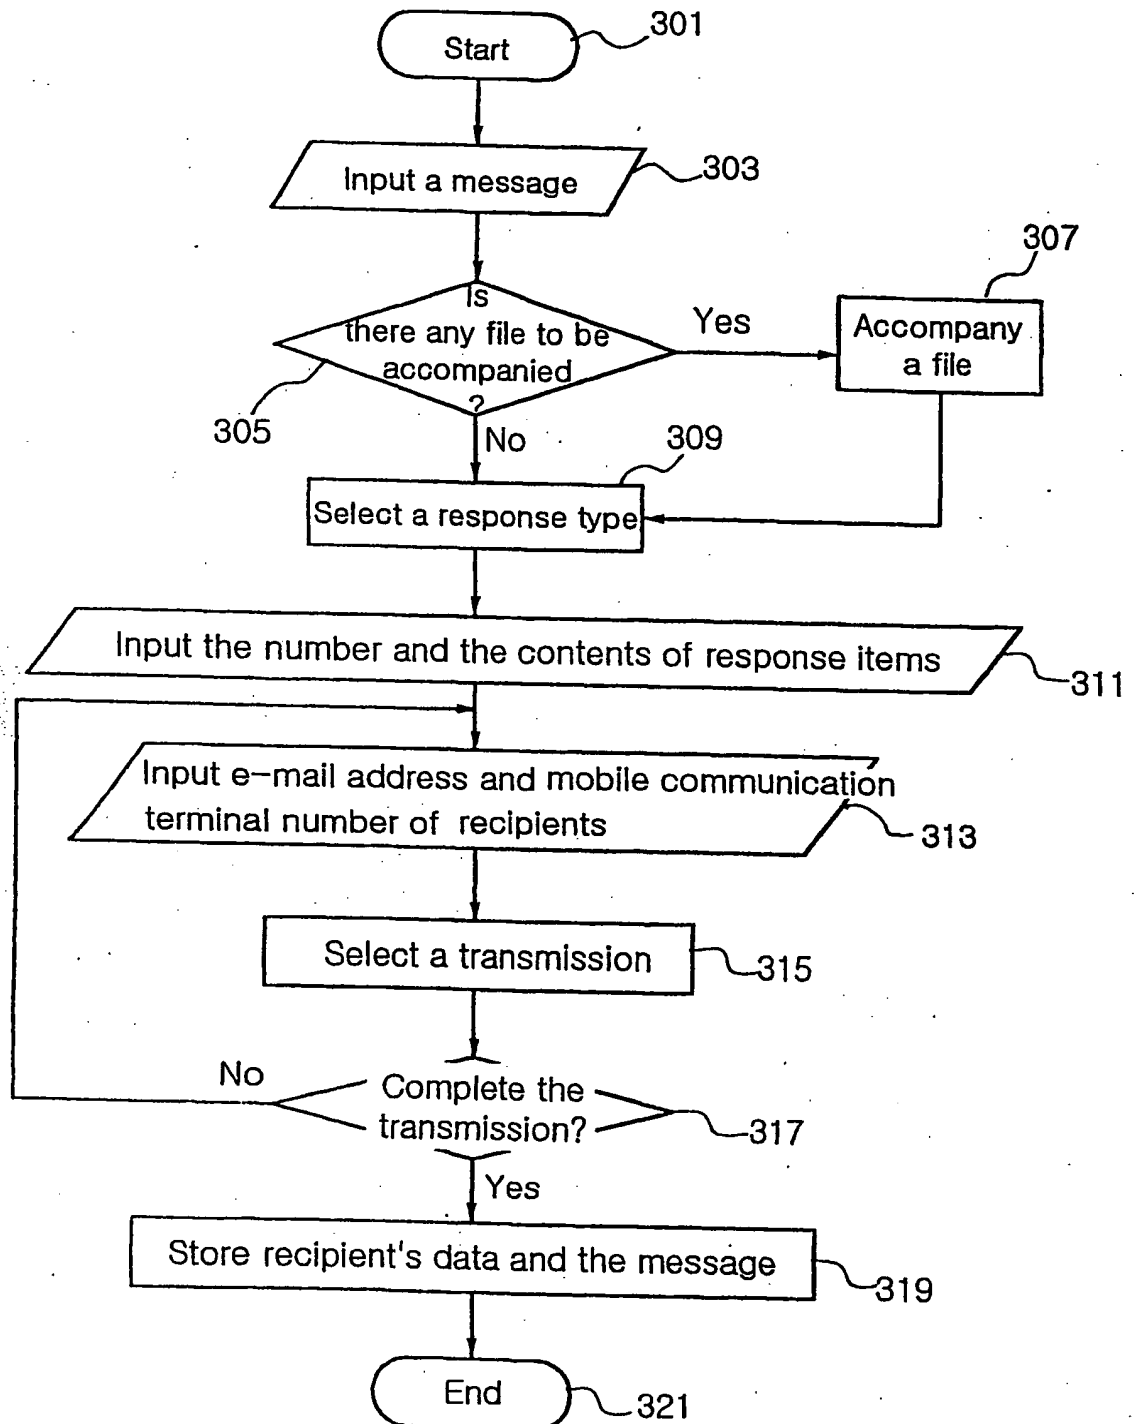 Start
301
Input a message
303
Is
there any file to be
accompanied
?
305
Yes
307
Accompany
a file
No
309
Select a response type
Input the number and the contents of response items
311
Input e-mail address and mobile communication
terminal number of recipients
313
Select a transmission
315
No
Complete the
transmission?
317
Yes
Store recipient's data and the message
319
End
321